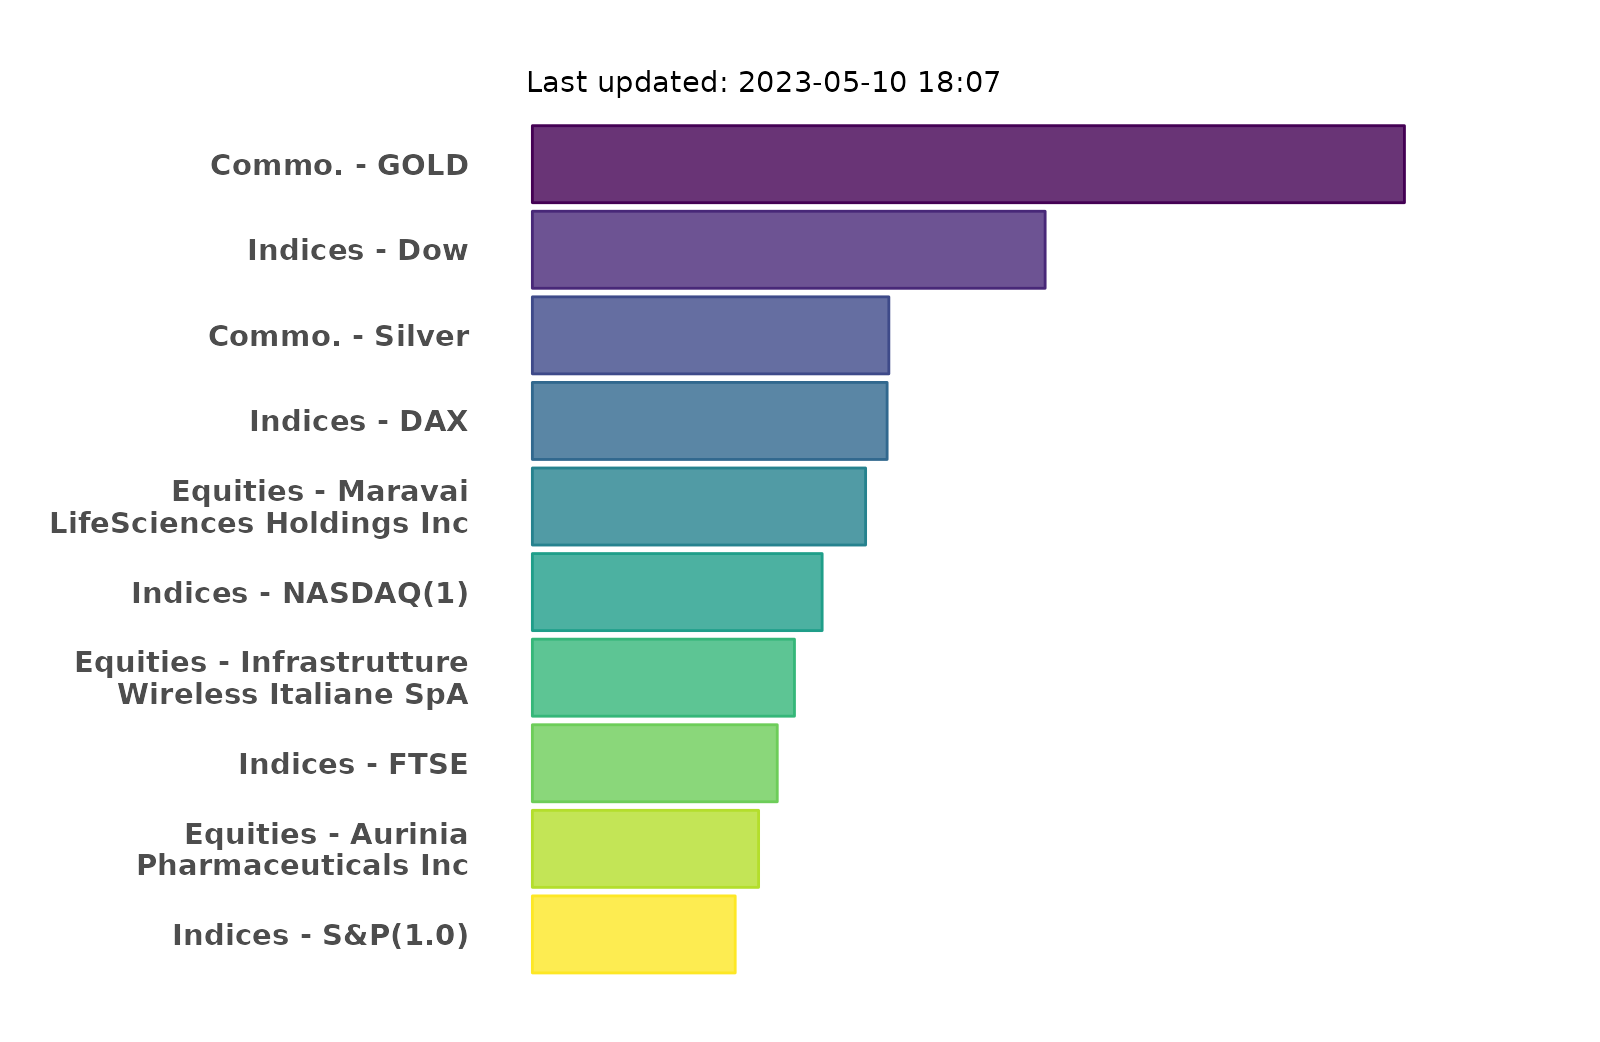 Last updated: 2023-05-10 18:07
Commo. - GOLD
Indices - Dow
Commo. - Silver
Indices - DAX
Equities - Maravai
LifeSciences Holdings Inc
Indices - NASDAQ(1)
Equities - Infrastrutture
Wireless Italiane SpA
Indices - FTSE
Equities - Aurinia
Pharmaceuticals Inc
Indices - S&P(1.0)